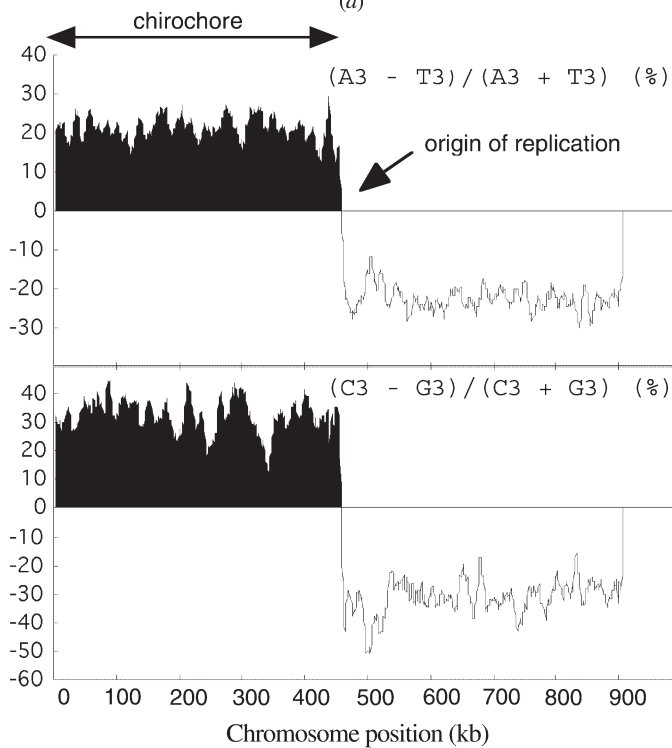 (a)
chirochore
(A3 - T3)/(A3 + T3) (%)
origin of replication
40
30
20
10
0
-10
-20
-30
(C3 - G3)/(C3 + G3) (%)
40
30
20
10
0
-10
-20
-30
-40
-50
-60
0 100 200 300 400 500 600 700 800 900
Chromosome position (kb)